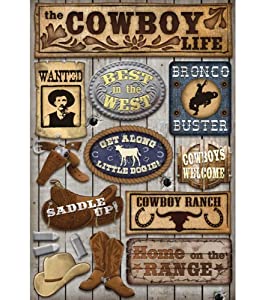 the COWBOY
LIFE
WANTED
BEST
in the
WEST
BRONCO
BUSTER
GET ALONG
LITTLE DOGIE!
COWBOYS
WELCOME
SADDLE
UP!
COWBOY RANCH
Home on the
RANGE